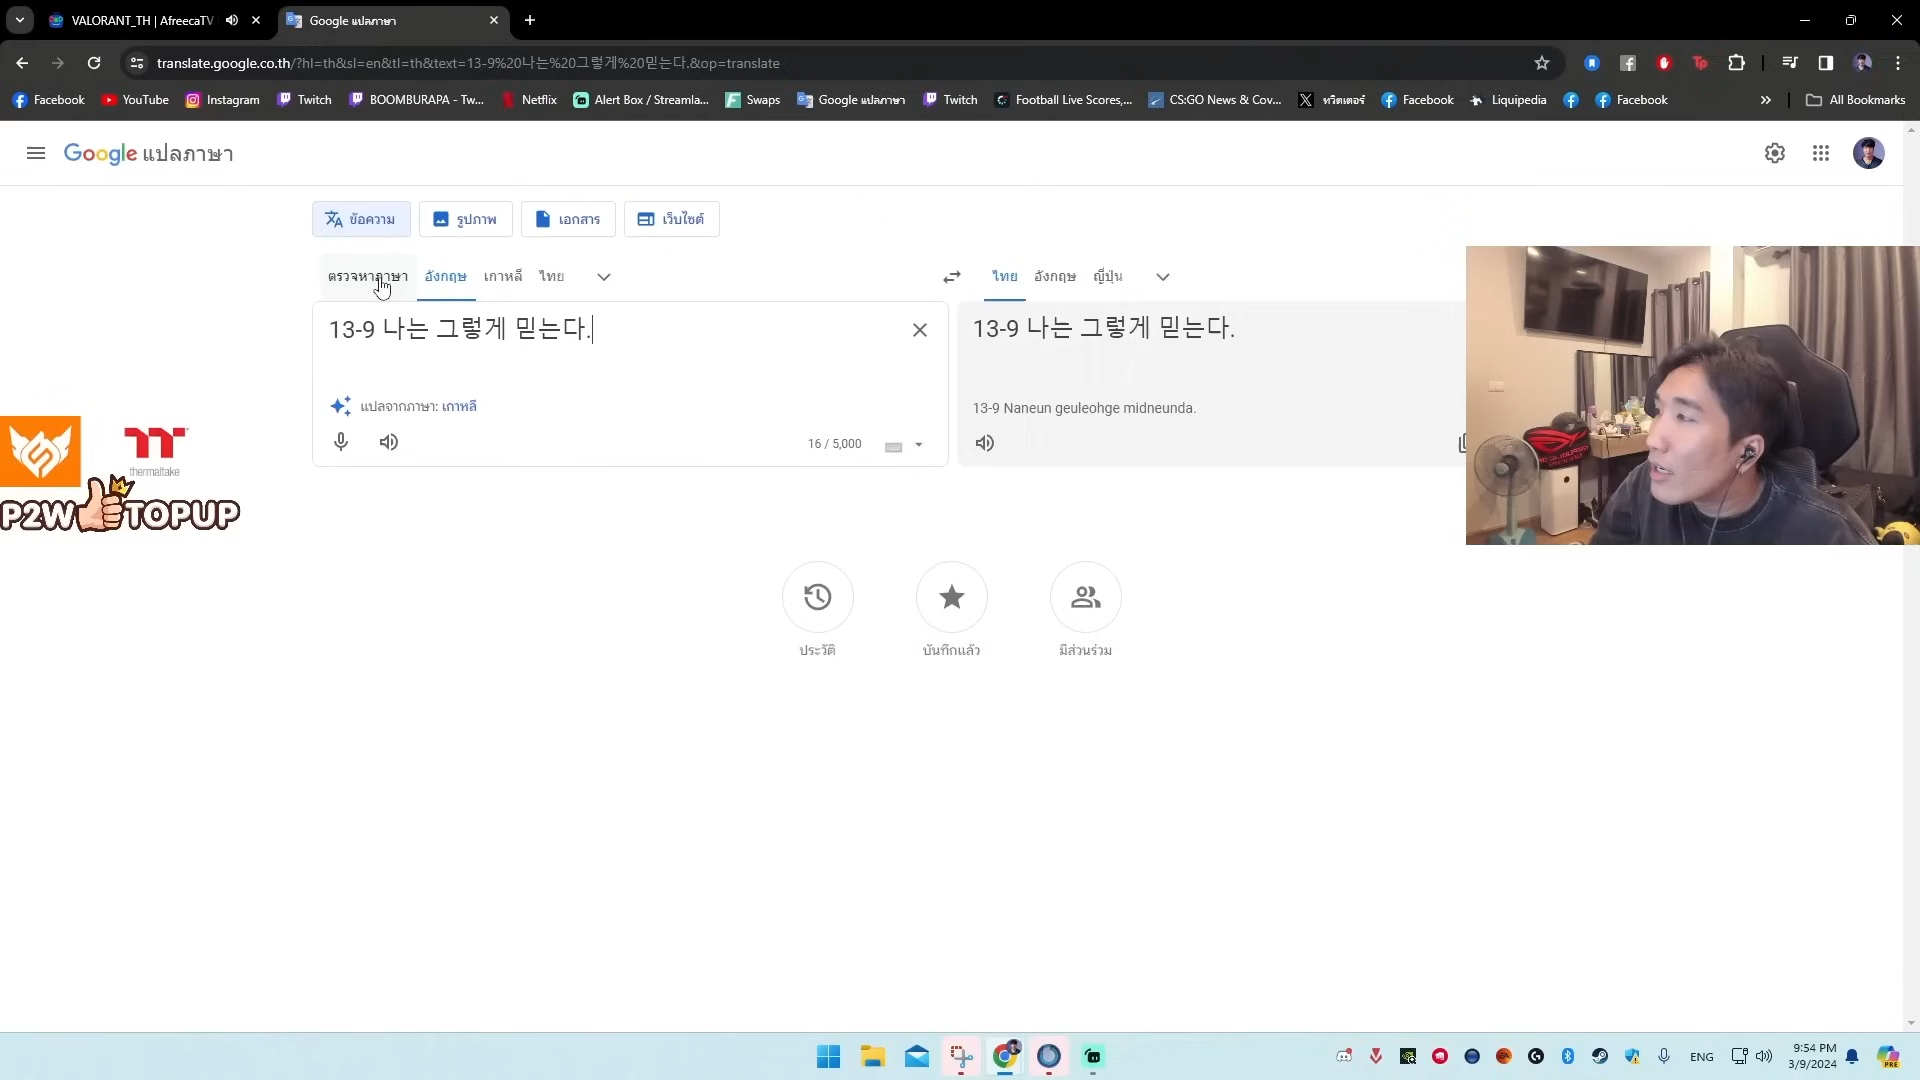 VALORANT_TH | AfreecaTV
Google แปลภาษา
translate.google.co.th/?hl=th&sl=en&tl=th&text=13-9%20나는%20그렇게%20믿는다.&op=translate
Facebook YouTube Instagram Twitch BOOMBURAPA - Tw... Netflix Alert Box / Streamla... Swaps Google แปลภาษา Twitch Football Live Scores,... CS:GO News & Cov... ทวิตเตอร์ Facebook Liquipedia Facebook All Bookmarks
Google แปลภาษา
ข้อความ รูปภาพ เอกสาร เว็บไซต์
ตรวจหาภาษา อังกฤษ เกาหลี ไทย ไทย อังกฤษ ญี่ปุ่น
13-9 나는 그렇게 믿는다. 13-9 나는 그렇게 믿는다.
แปลจากภาษา: เกาหลี 13-9 Naneun geuleohge midneunda.
16 / 5,000
thermaltake
P2W TOPUP
ประวัติ บันทึกแล้ว มีส่วนร่วม
ENG 9:54 PM
3/9/2024